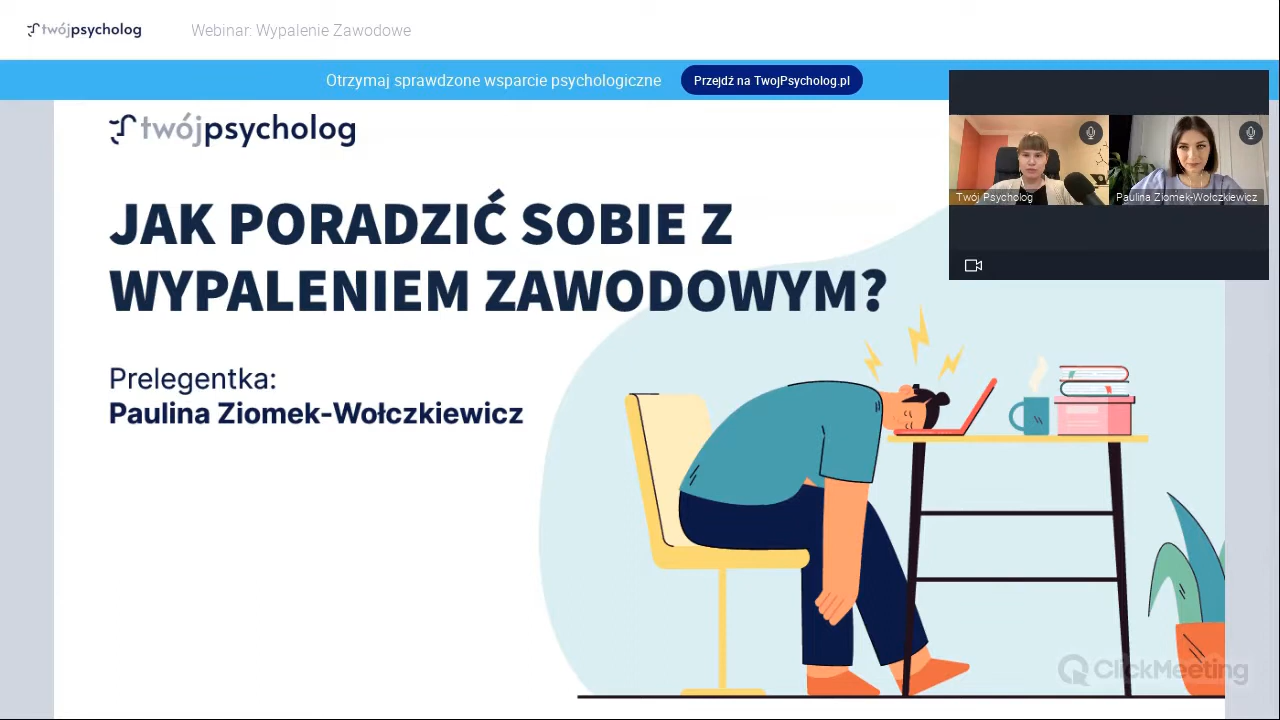 twójpsycholog
Webinar: Wypalenie Zawodowe
Otrzymaj sprawdzone wsparcie psychologiczne
Przejdź na TwojPsycholog.pl
twójpsycholog
Twój Psycholog
Paulina Ziomek-Wołczkiewicz
JAK PORADZIĆ SOBIE Z
WYPALENIEM ZAWODOWYM?
Prelegentka:
Paulina Ziomek-Wołczkiewicz
ClickMeeting